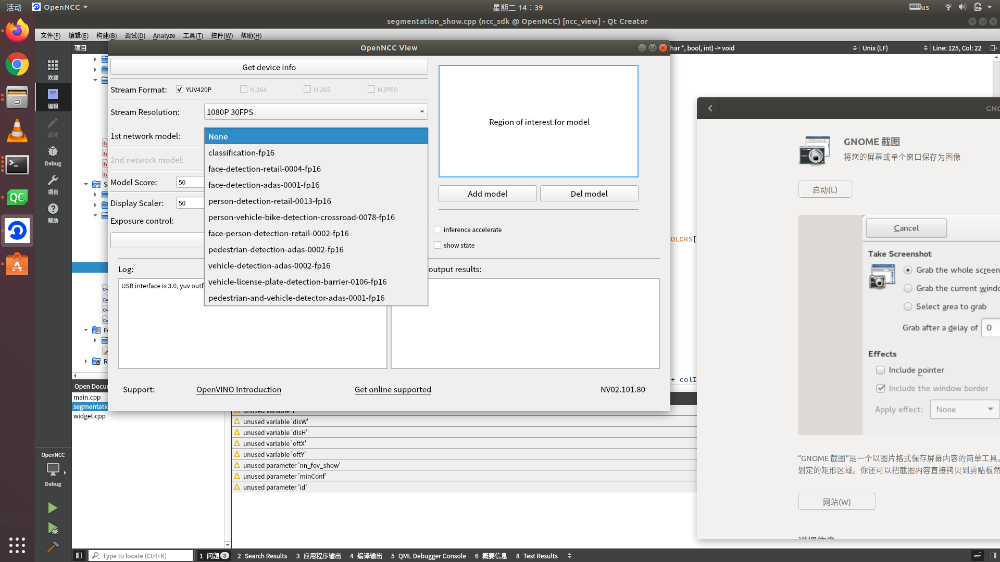 活动
OpenNCC
星期二 14：39
us
segmentation_show.cpp (ncc_sdk @ OpenNCC) [ncc_view] - Qt Creator
文件(F) 编辑(E) 构建(B) 调试(D) Analyze 工具(T) 控件(W) 帮助(H)
项目
har *, bool, int) -> void
Unix (LF)
Line: 125, Col: 22
欢迎
编辑
设计
Debug
项目
帮助
OpenNCC
Debug
OpenNCC View
Get device info
Stream Format: YUV420P H.264 H.265 MJPEG
Stream Resolution: 1080P 30FPS
1st network model:
2nd network model:
Model Score: 50
Display Scaler: 50
Exposure control:
None
classification-fp16
face-detection-retail-0004-fp16
face-detection-adas-0001-fp16
person-detection-retail-0013-fp16
person-vehicle-bike-detection-crossroad-0078-fp16
face-person-detection-retail-0002-fp16
pedestrian-detection-adas-0002-fp16
vehicle-detection-adas-0002-fp16
vehicle-license-plate-detection-barrier-0106-fp16
pedestrian-and-vehicle-detector-adas-0001-fp16
Region of interest for model
Add model
Del model
inference accelerate
show state
Log:
output results:
USB interface is 3.0, yuv outf
Support:
OpenVINO Introduction
Get online supported
NV02.101.80
OLORS[
+ colI
Open Docu
main.cpp
segmentatio
widget.cpp
unused variable 'disW'
unused variable 'disH'
unused variable 'oftX'
unused variable 'oftY'
unused parameter 'nn_fov_show'
unused parameter 'minConf'
unused parameter 'id'
GNO
GNOME 截图
将您的屏幕或单个窗口保存为图像
启动(L)
Cancel
Take Screenshot
Grab the whole screen
Grab the current windo
Select area to grab
Grab after a delay of 0
Effects
Include pointer
Include the window border
Apply effect: None
“GNOME 截图”是一个以图片格式保存屏幕内容的简单工具。
划定的矩形区域。你还可以把截图内容直接拷贝到剪贴板然
网站(W)
Type to locate (Ctrl+K)
1 问题 8
2 Search Results
3 应用程序输出
4 编译输出
5 QML Debugger Console
6 概要信息
8 Test Results